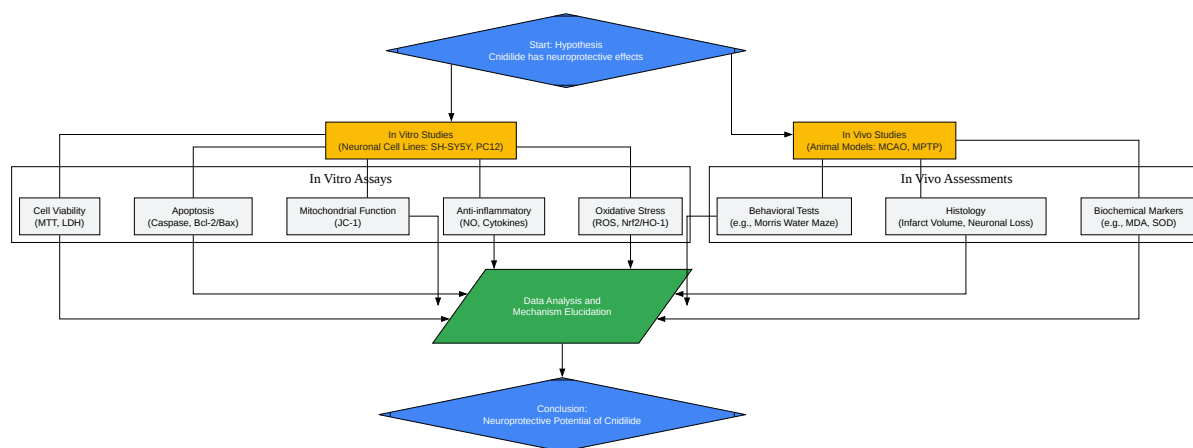 Start: Hypothesis
Cnidilide has neuroprotective effects
In Vitro Studies
(Neuronal Cell Lines: SH-SY5Y, PC12)
In Vivo Studies
(Animal Models: MCAO, MPTP)
In Vitro Assays
In Vivo Assessments
Cell Viability
(MTT, LDH)
Apoptosis
(Caspase, Bcl-2/Bax)
Mitochondrial Function
(JC-1)
Anti-inflammatory
(NO, Cytokines)
Oxidative Stress
(ROS, Nrf2/HO-1)
Behavioral Tests
(e.g., Morris Water Maze)
Histology
(Infarct Volume, Neuronal Loss)
Biochemical Markers
(e.g., MDA, SOD)
Data Analysis and
Mechanism Elucidation
Conclusion:
Neuroprotective Potential of Cnidilide